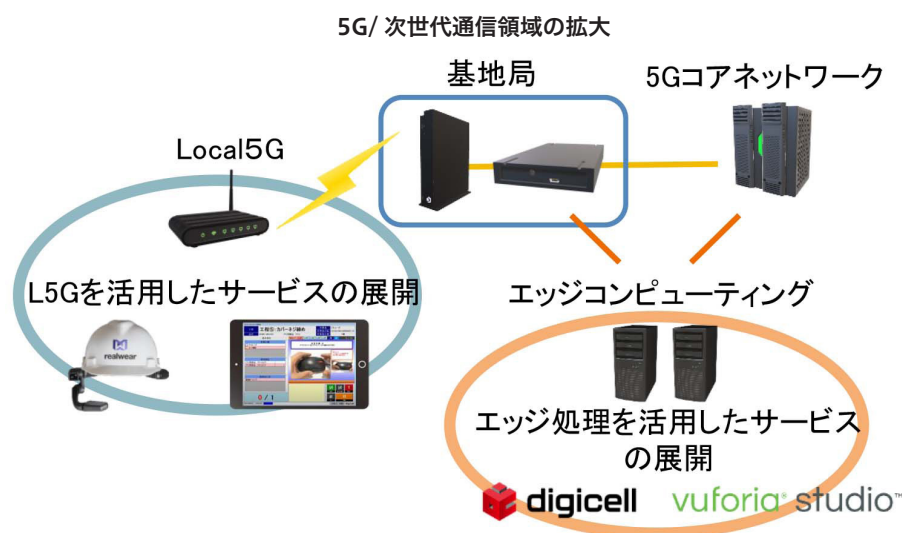 5G/ 次世代通信領域の拡大
基地局
5Gコアネットワーク
Local5G
L5Gを活用したサービスの展開
realwear
0 / 1
エッジコンピューティング
エッジ処理を活用したサービス
の展開
digicell
vuforia studio™